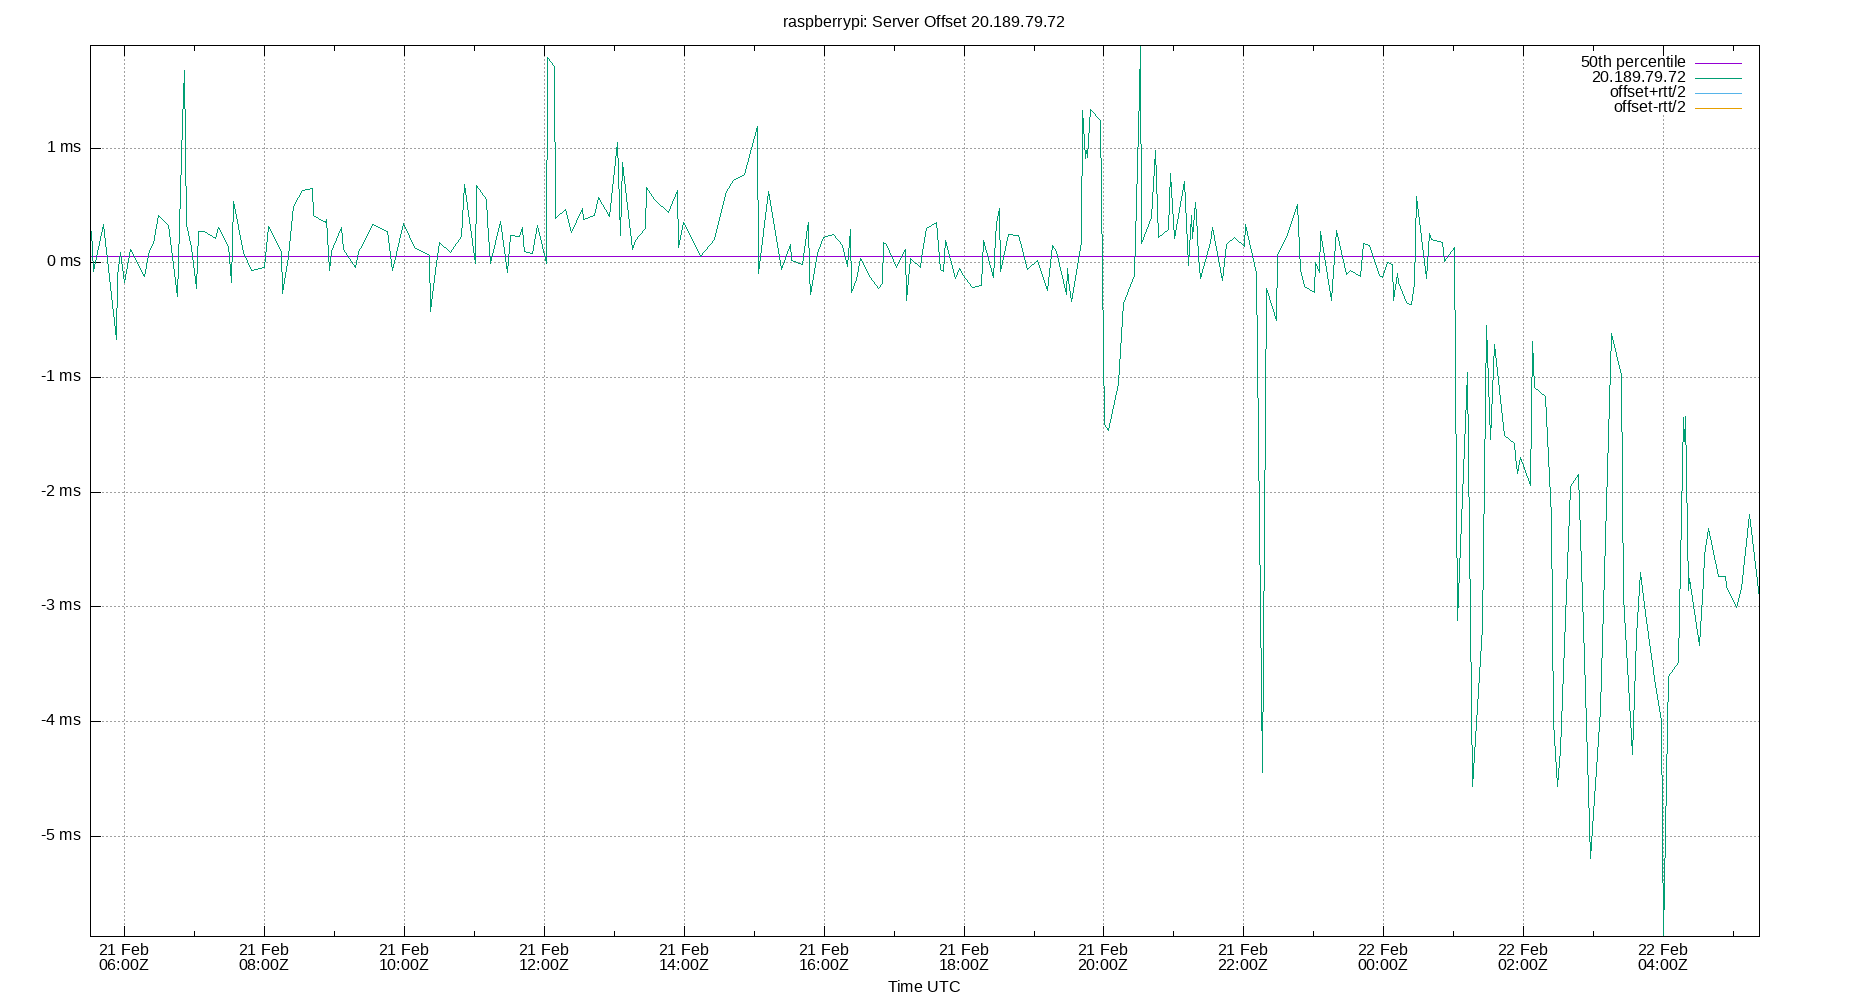 raspberrypi: Server Offset 20.189.79.72
50th percentile
20.189.79.72
offset+rtt/2
offset-rtt/2
1 ms
0 ms
-1 ms
-2 ms
-3 ms
-4 ms
-5 ms
21 Feb 21 Feb 21 Feb 21 Feb 21 Feb 21 Feb 21 Feb 21 Feb 21 Feb 22 Feb 22 Feb 22 Feb
06:00Z 08:00Z 10:00Z 12:00Z 14:00Z 16:00Z 18:00Z 20:00Z 22:00Z 00:00Z 02:00Z 04:00Z
Time UTC